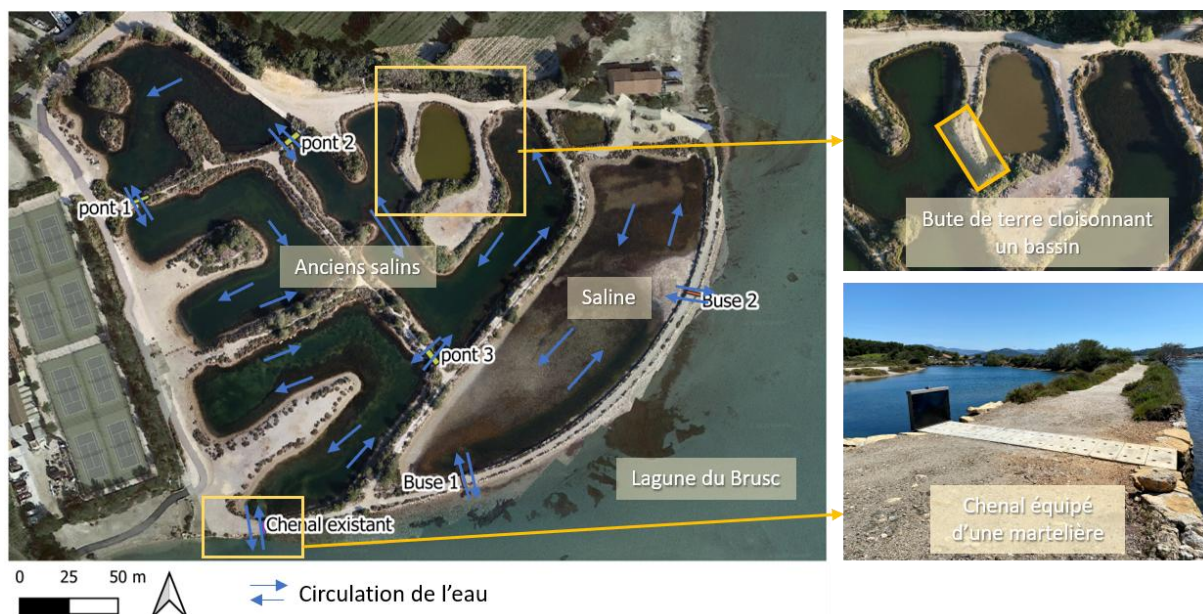 pont 2
pont 1
Anciens salins
Saline
Buse 2
pont 3
Buse 1
Lagune du Brusc
Chenal existant
0 25 50 m
Circulation de l'eau
Bute de terre cloisonnant
un bassin
Chenal équipé
d'une martelière